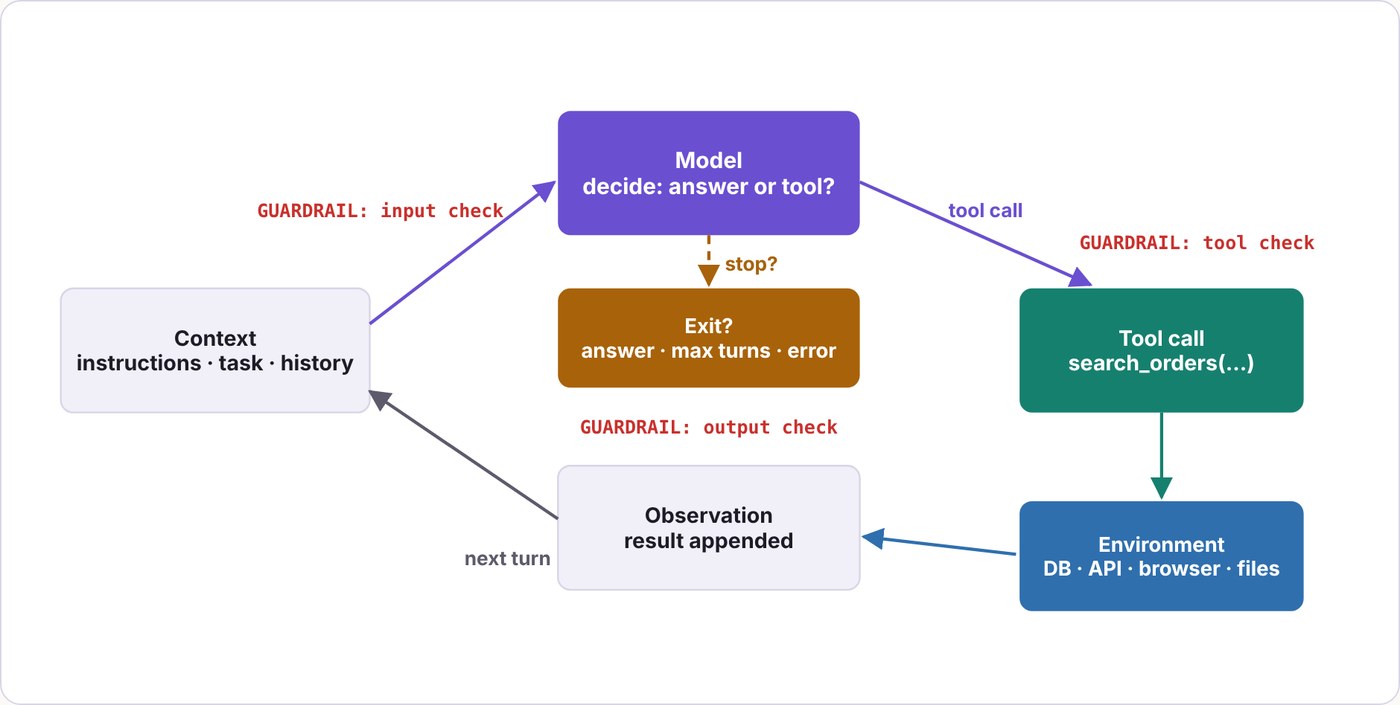 Model
decide: answer or tool?
GUARDRAIL: input check
tool call
GUARDRAIL: tool check
stop?
Context
instructions · task · history
Exit?
answer · max turns · error
Tool call
search_orders(...)
GUARDRAIL: output check
Observation
result appended
next turn
Environment
DB · API · browser · files